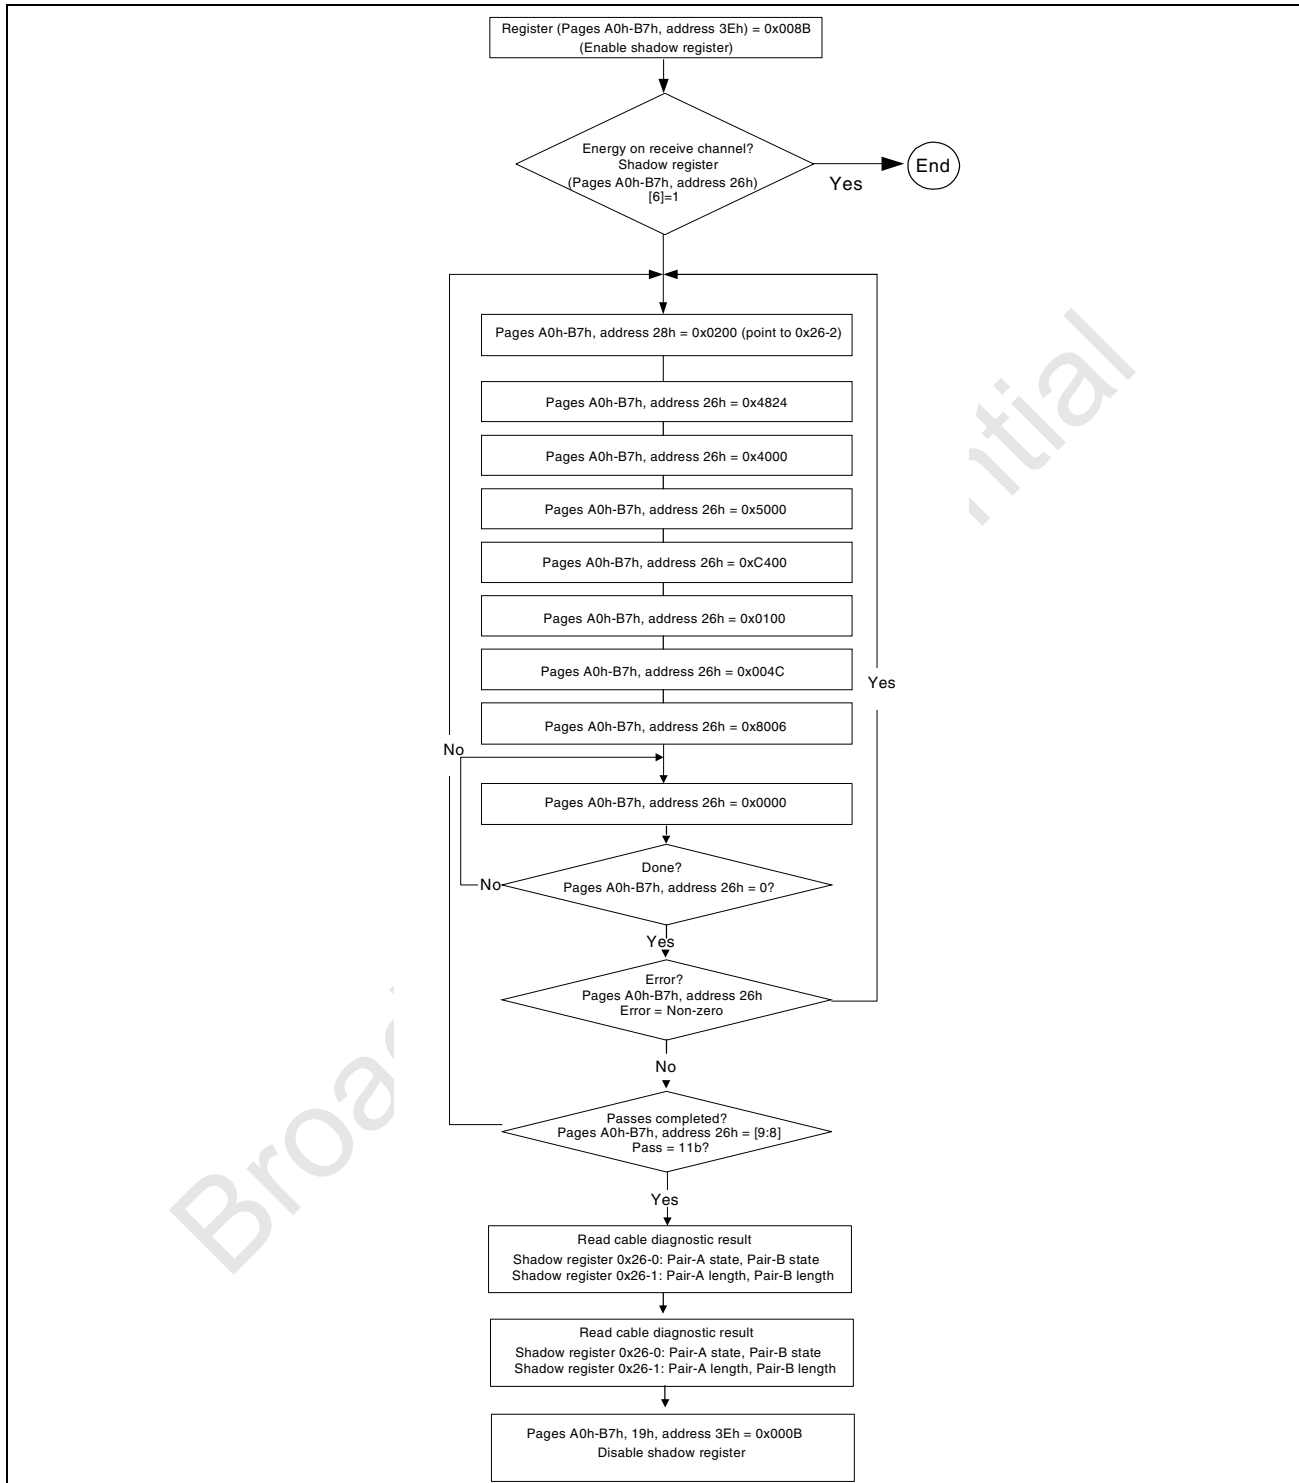 Register (Pages A0h-B7h, address 3Eh) = 0x008B
(Enable shadow register)
Energy on receive channel?
Shadow register
(Pages A0h-B7h, address 26h)
[6]=1
Yes
End
Pages A0h-B7h, address 28h = 0x0200 (point to 0x26-2)
Pages A0h-B7h, address 26h = 0x4824
Pages A0h-B7h, address 26h = 0x4000
Pages A0h-B7h, address 26h = 0x5000
Pages A0h-B7h, address 26h = 0xC400
Pages A0h-B7h, address 26h = 0x0100
Pages A0h-B7h, address 26h = 0x004C
Yes
Pages A0h-B7h, address 26h = 0x8006
No
Pages A0h-B7h, address 26h = 0x0000
Done?
Pages A0h-B7h, address 26h = 0?
No
Yes
Error?
Pages A0h-B7h, address 26h
Error = Non-zero
No
Passes completed?
Pages A0h-B7h, address 26h = [9:8]
Pass = 11b?
Yes
Read cable diagnostic result
Shadow register 0x26-0: Pair-A state, Pair-B state
Shadow register 0x26-1: Pair-A length, Pair-B length
Read cable diagnostic result
Shadow register 0x26-0: Pair-A state, Pair-B state
Shadow register 0x26-1: Pair-A length, Pair-B length
Pages A0h-B7h, 19h, address 3Eh = 0x000B
Disable shadow register